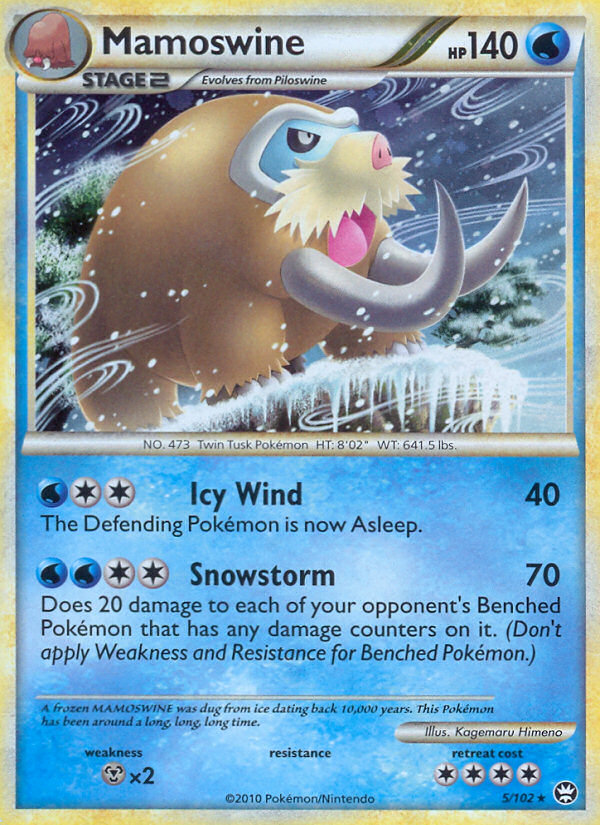 Mamoswine
HP140
STAGE 2
Evolves from Piloswine
NO. 473 Twin Tusk Pokémon HT: 8'02" WT: 641.5 lbs.
Icy Wind 40
The Defending Pokémon is now Asleep.
Snowstorm 70
Does 20 damage to each of your opponent's Benched
Pokémon that has any damage counters on it. (Don't
apply Weakness and Resistance for Benched Pokémon.)
A frozen MAMOSWINE was dug from ice dating back 10,000 years. This Pokémon
has been around a long, long, long time.
Illus. Kagemaru Himeno
weakness resistance retreat cost
×2
©2010 Pokémon/Nintendo
5/102 ★